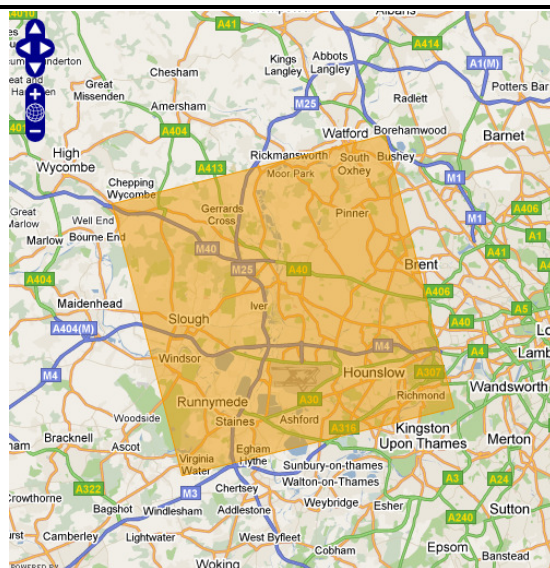 A41
Albans
A414
Kings
Langley
Abbots
Langley
A1(M)
Chesham
Great
Missenden
Radlett
Potters Bar
Amersham
M25
Watford
Borehamwood
Barnet
A404
High
Wycombe
A413
Rickmansworth
South
Oxhey
Bushey
Moor Park
M1
Chepping
Wycombe
Great
Marlow
Well End
Gerrards
Cross
Pinner
A406
M1
Marlow
Bourne End
A1
M40
A41
A404
M25
A40
Brent
Maidenhead
Iver
A406
A5
Slough
A40
A404(M)
Windsor
M4
A4
Lamb
M4
Hounslow
A307
Wandsworth
Runnymede
A30
Richmond
Woodside
Staines
Ashford
A316
Kingston
Upon Thames
Merton
Bracknell
Ascot
Virginia
Water
Egham
Hythe
Sunbury-on-thames
Walton-on-Thames
A3
A24
Crowthorne
A322
M3
Chertsey
Weybridge
Esher
Sutton
Bagshot
Windlesham
Addlestone
A240
Camberley
Lightwater
West Byfleet
Cobham
Epsom
Banstead
Woking
POWERED BY